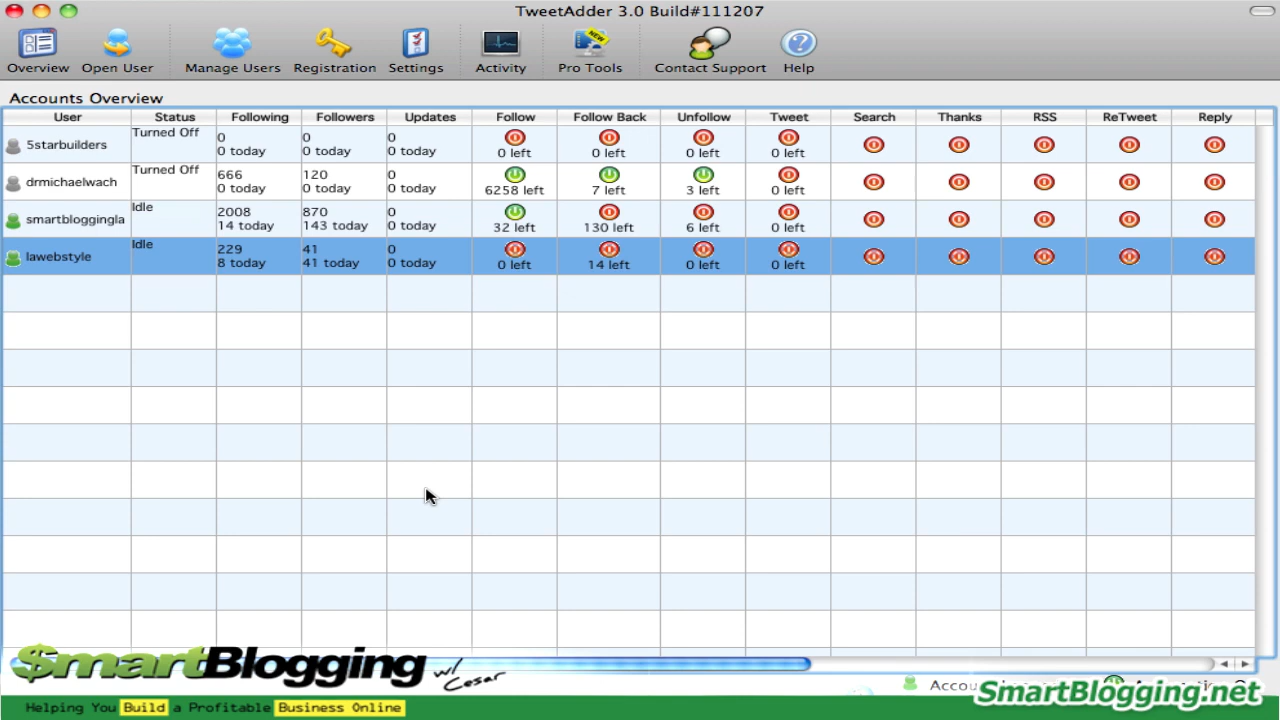 TweetAdder 3.0 Build#111207
Overview Open User Manage Users Registration Settings Activity Pro Tools Contact Support Help
NEW
Accounts Overview
User Status Following Followers Updates Follow Follow Back Unfollow Tweet Search Thanks RSS ReTweet Reply
5starbuilders Turned Off 0 0 0
0 today 0 today 0 today 0 left 0 left 0 left 0 left
drmichaelwach Turned Off 666 120 0
0 today 0 today 0 today 6258 left 7 left 3 left 0 left
smartbloggingla Idle 2008 870 0
14 today 143 today 0 today 32 left 130 left 6 left 0 left
lawebstyle Idle 229 41 0
8 today 41 today 0 today 0 left 14 left 0 left 0 left
$martBlogging w/ Cesar
SmartBlogging.net
Helping You Build a Profitable Business Online